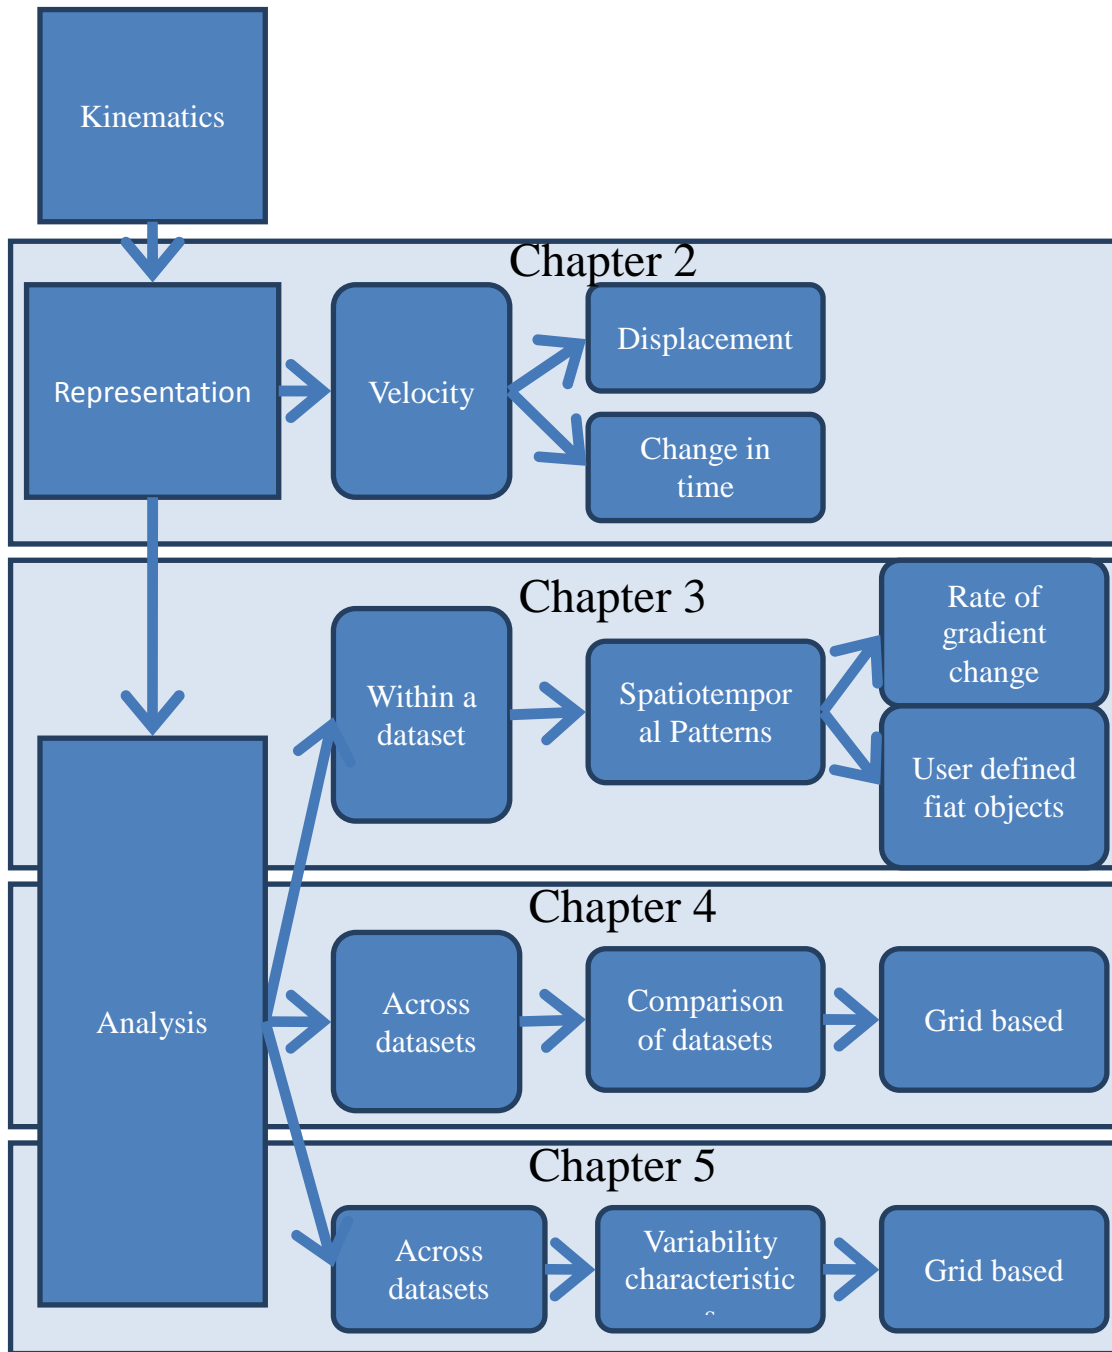 Kinematics
Chapter 2
Representation
Velocity
Displacement
Change in
time
Chapter 3
Within a
dataset
Spatiotempor
al Patterns
Rate of
gradient
change
User defined
fiat objects
Analysis
Chapter 4
Across
datasets
Comparison
of datasets
Grid based
Chapter 5
Across
datasets
Variability
characteristic
s
Grid based